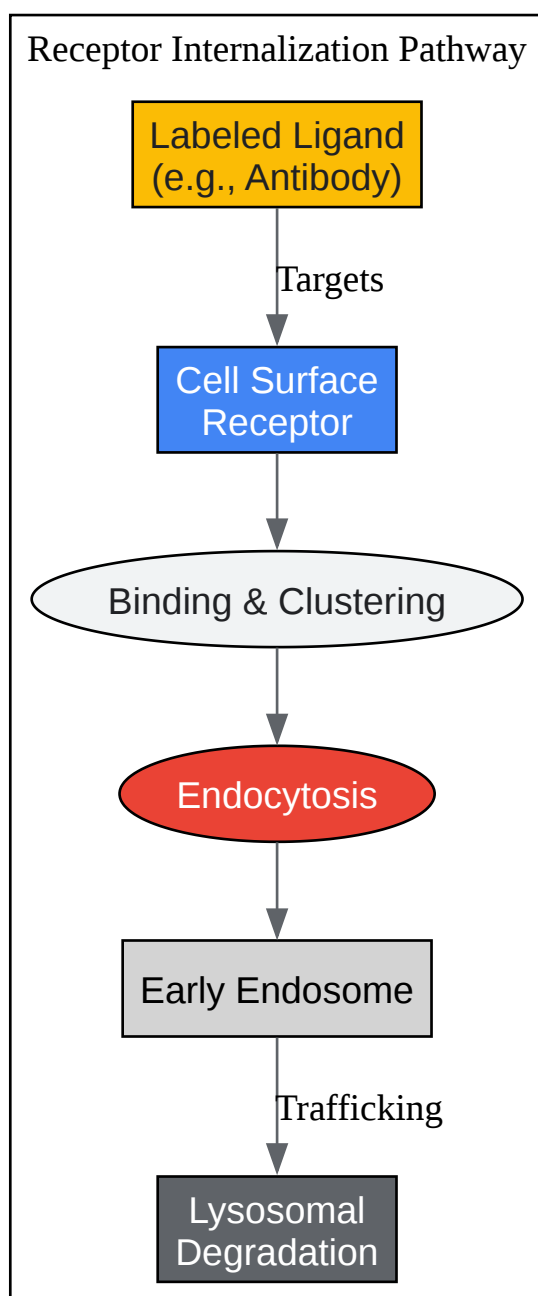 Receptor Internalization Pathway
Labeled Ligand
(e.g., Antibody)
Targets
Cell Surface
Receptor
Binding & Clustering
Endocytosis
Early Endosome
Trafficking
Lysosomal
Degradation